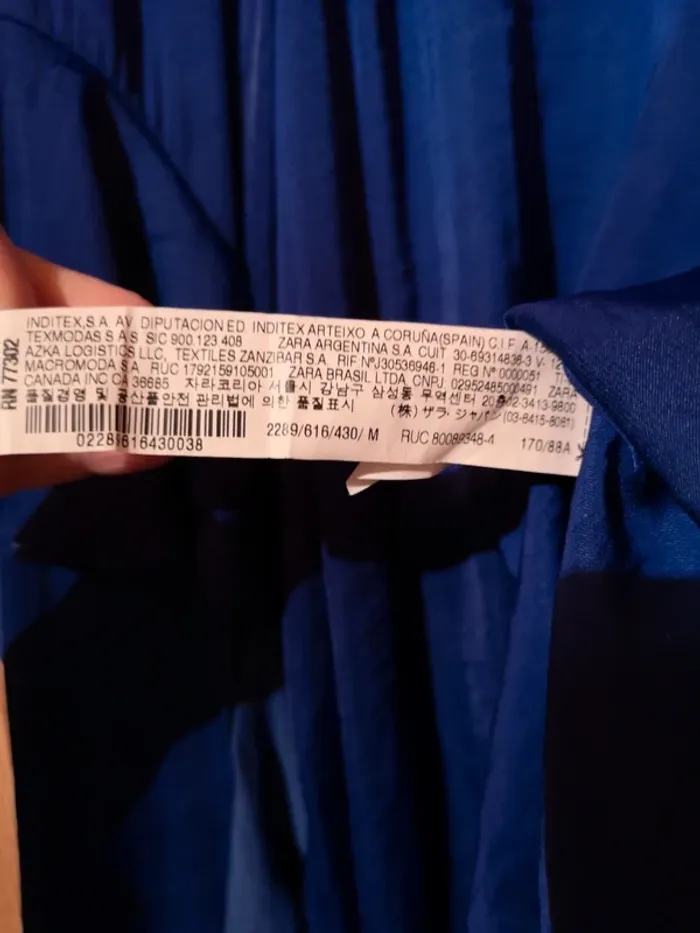 INDITEX,S.A. AV. DIPUTACION ED. INDITEX ARTEIXO A CORUÑA(SPAIN) C.I.F. A-15
TEXMODAS S A S SIC 900.123 408 ZARA ARGENTINA S.A. CUIT 30-69314836-3
AZKA LOGISTICS LLC, TEXTILES ZANZIBAR S.A. RIF NºJ30536946-1 REG Nº 0000051
MACROMODA S.A. RUC 1792159105001 ZARA BRASIL LTDA. CNPJ. 02952485000491 ZARA
CANADA INC CA 36685 자라코리아 서울시 강남구 삼성동 무역센터
품질경영 및 공산품안전 관리법에 의한 품질표시 (株) ザラ・ジャパン (03-6415-8061)
RN 77302
02289616430038 2289/616/430/ M 170/88A